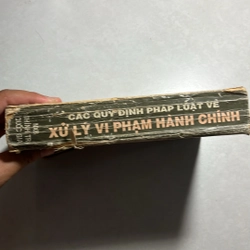 CÁC QUY ĐỊNH PHÁP LUẬT VỀ
XỬ LÝ VI PHẠM HÀNH CHÍNH